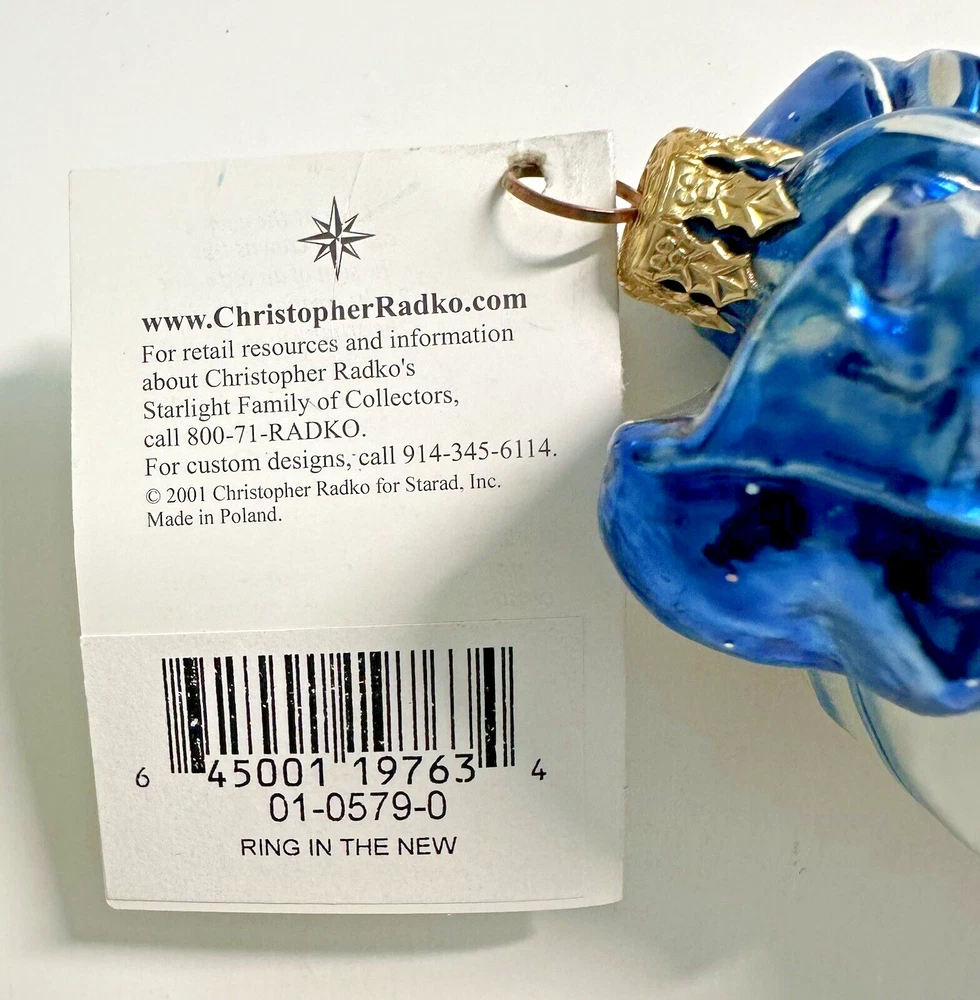 www.ChristopherRadko.com
For retail resources and information
about Christopher Radko's
Starlight Family of Collectors,
call 800-71-RADKO.
For custom designs, call 914-345-6114.
© 2001 Christopher Radko for Starad, Inc.
Made in Poland.
6 45001 19763 4
01-0579-0
RING IN THE NEW